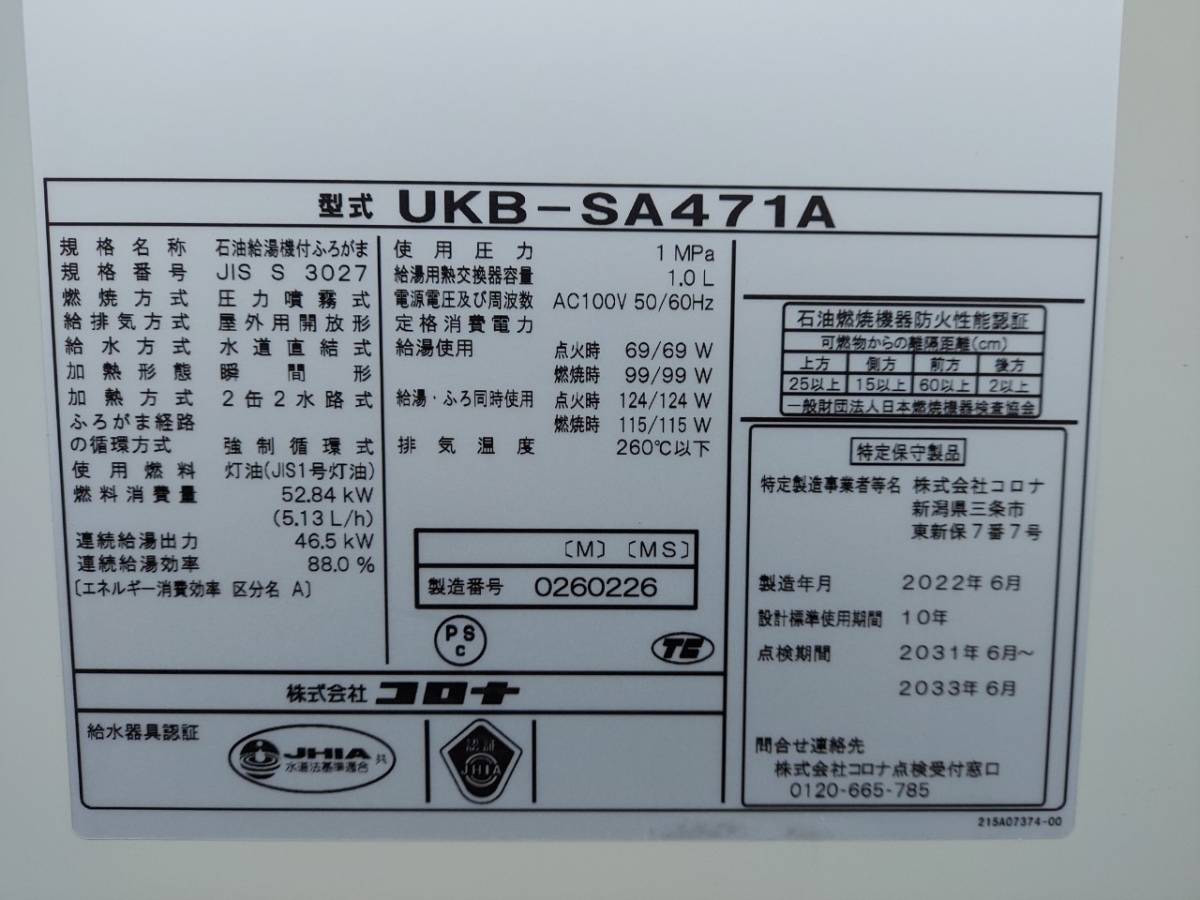 型式 UKB-SA471A
規格名称 石油給湯機付ふろがま
規格番号 JIS S 3027
燃焼方式 圧力噴霧式
給排気方式 屋外用開放形
給水方式 水道直結式
加熱形態 瞬間形
加熱方式 2缶2水路式
ふろがま経路
の循環方式 強制循環式
使用燃料 灯油(JIS1号灯油)
燃料消費量 52.84 kW
(5.13 L/h)
連続給湯出力 46.5 kW
連続給湯効率 88.0 %
〔エネルギー消費効率 区分名 A〕
使用圧力 1 MPa
給湯用熱交換器容量 1.0 L
電源電圧及び周波数 AC100V 50/60Hz
定格消費電力
給湯使用 点火時 69/69 W
燃焼時 99/99 W
給湯・ふろ同時使用 点火時 124/124 W
燃焼時 115/115 W
排気温度 260℃以下
〔M〕〔MS〕
製造番号 0260226
PS
C
TE
石油燃焼機器防火性能認証
可燃物からの離隔距離(cm)
上方 側方 前方 後方
25以上 15以上 60以上 2以上
一般財団法人日本燃焼機器検査協会
特定保守製品
特定製造事業者等名 株式会社コロナ
新潟県三条市
東新保7番7号
製造年月 2022年6月
設計標準使用期間 10年
点検期間 2031年6月~
2033年6月
問合せ連絡先
株式会社コロナ点検受付窓口
0120-665-785
株式会社 コロナ
給水器具認証
JHIA 共
水道法基準適合
認証
JHIA
215A07374-00